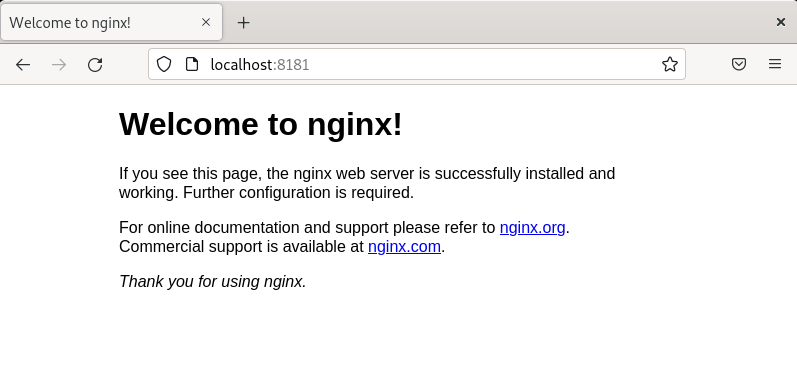 Welcome to nginx!
localhost:8181
Welcome to nginx!
If you see this page, the nginx web server is successfully installed and
working. Further configuration is required.
For online documentation and support please refer to nginx.org.
Commercial support is available at nginx.com.
Thank you for using nginx.